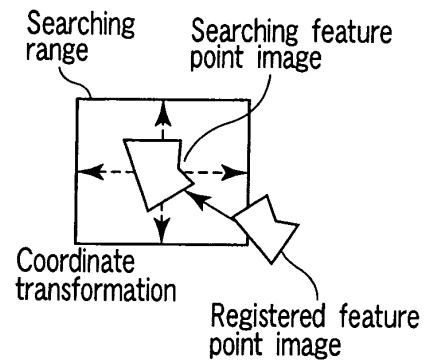 Searching
range
Searching feature
point image
Coordinate
transformation
Registered feature
point image